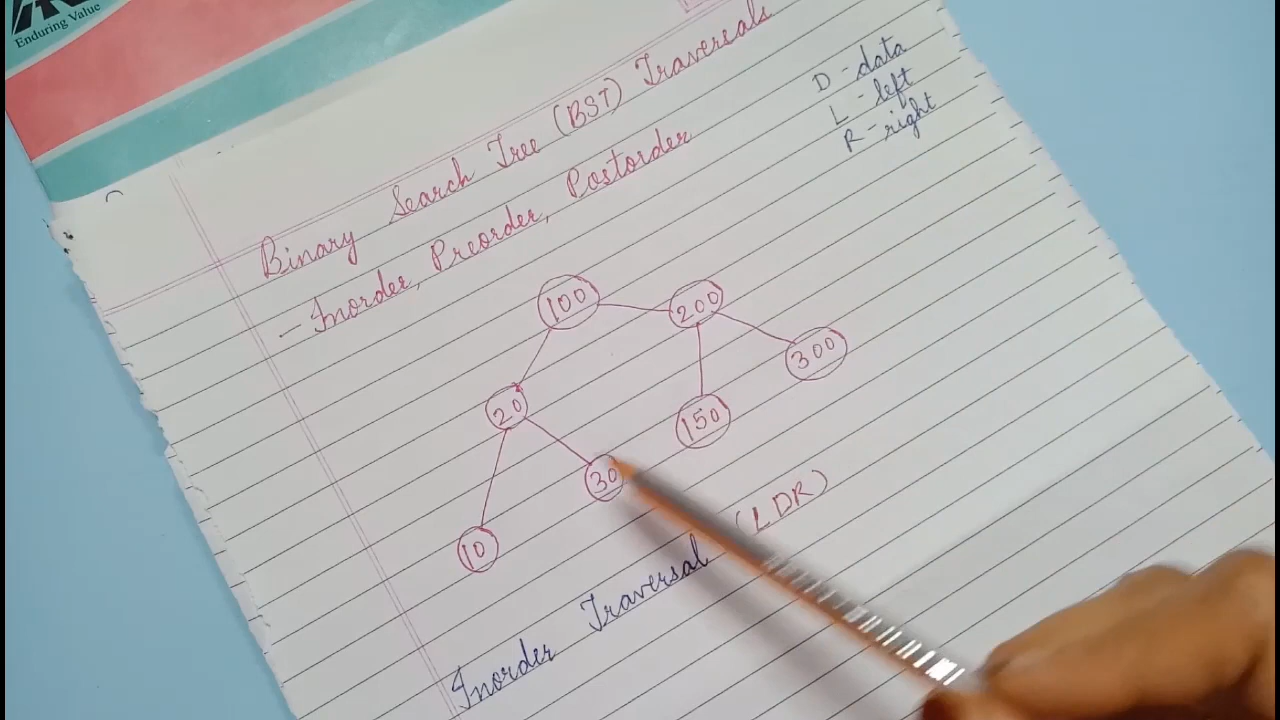 Enduring Value
Binary Search Tree (BST) Traversals
- Inorder, Preorder, Postorder
D - data
L - left
R - right
100
200
300
20
150
30
10
Inorder Traversal (LDR)